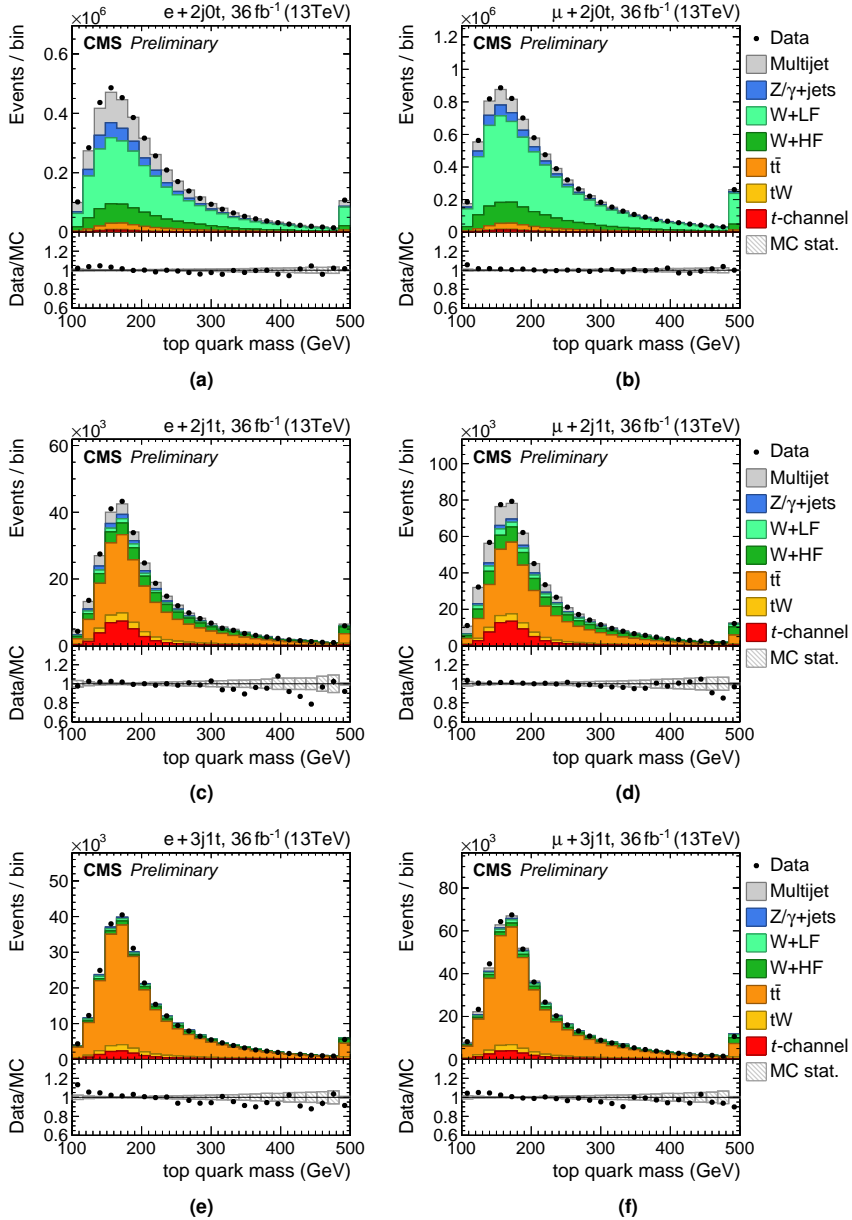 ×10⁶ e + 2j0t, 36 fb⁻¹ (13TeV)
CMS Preliminary
Events / bin
0.6
0.4
0.2
0
Data/MC
1.2
1
0.8
0.6
100 200 300 400 500
top quark mass (GeV)
(a)
×10⁶ μ + 2j0t, 36 fb⁻¹ (13TeV)
CMS Preliminary
Events / bin
1.2
1
0.8
0.6
0.4
0.2
0
Data/MC
1.2
1
0.8
0.6
100 200 300 400 500
top quark mass (GeV)
(b)
Data
Multijet
Z/γ+jets
W+LF
W+HF
tt̄
tW
t-channel
MC stat.
×10³ e + 2j1t, 36 fb⁻¹ (13TeV)
CMS Preliminary
Events / bin
60
40
20
0
Data/MC
1.2
1
0.8
0.6
100 200 300 400 500
top quark mass (GeV)
(c)
×10³ μ + 2j1t, 36 fb⁻¹ (13TeV)
CMS Preliminary
Events / bin
100
80
60
40
20
0
Data/MC
1.2
1
0.8
0.6
100 200 300 400 500
top quark mass (GeV)
(d)
Data
Multijet
Z/γ+jets
W+LF
W+HF
tt̄
tW
t-channel
MC stat.
×10³ e + 3j1t, 36 fb⁻¹ (13TeV)
CMS Preliminary
Events / bin
50
40
30
20
10
0
Data/MC
1.2
1
0.8
0.6
100 200 300 400 500
top quark mass (GeV)
(e)
×10³ μ + 3j1t, 36 fb⁻¹ (13TeV)
CMS Preliminary
Events / bin
80
60
40
20
0
Data/MC
1.2
1
0.8
0.6
100 200 300 400 500
top quark mass (GeV)
(f)
Data
Multijet
Z/γ+jets
W+LF
W+HF
tt̄
tW
t-channel
MC stat.